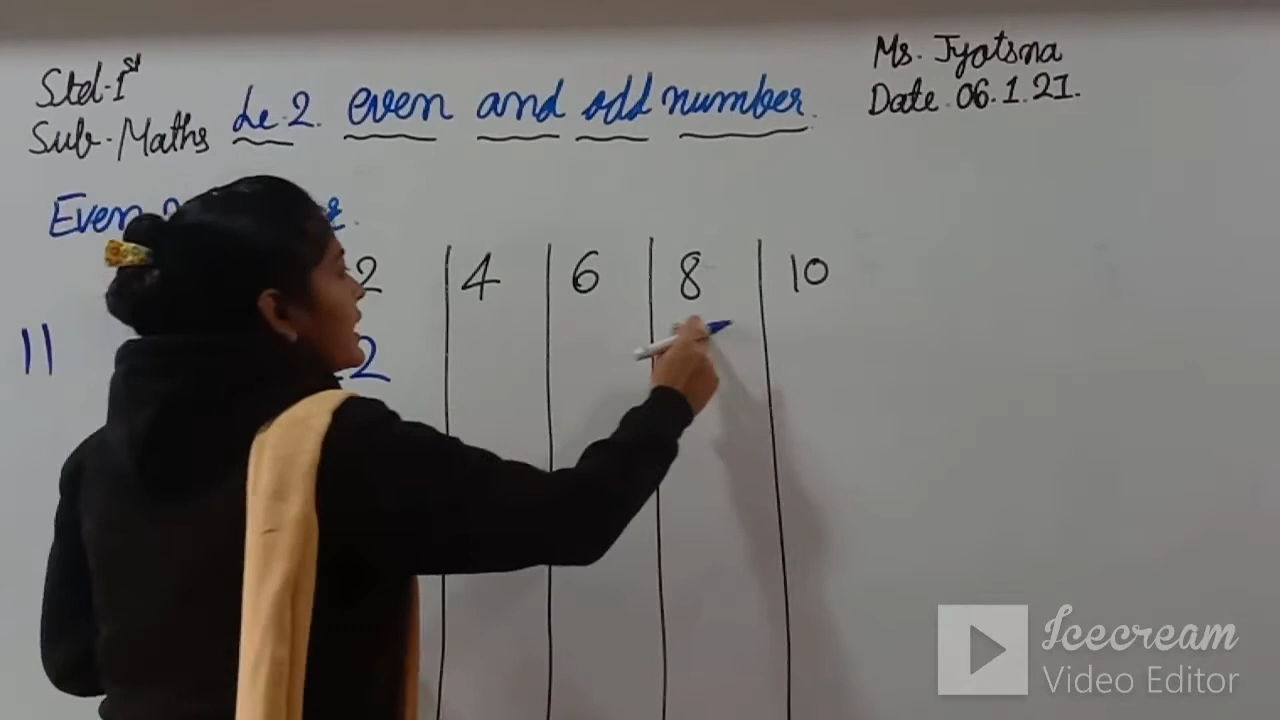 Std-1st
Sub-Maths
Le. 2. even and odd number.
Ms. Jyotsna
Date 06.1.21.
Even
2 4 6 8 10
11 2
Icecream
Video Editor